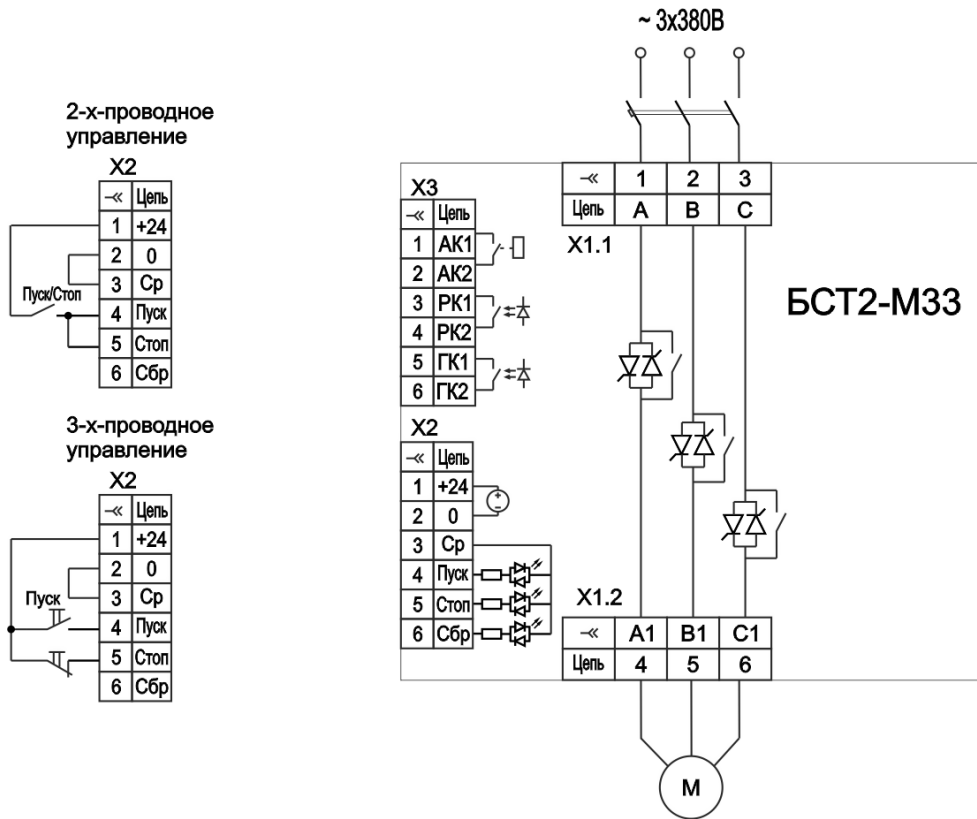 ~ 3х380В
2-х-проводное
управление
X2
Цепь
1 +24
2 0
3 Ср
4 Пуск
5 Стоп
6 Сбр
Пуск/Стоп
3-х-проводное
управление
X2
Цепь
1 +24
2 0
3 Ср
4 Пуск
5 Стоп
6 Сбр
Пуск
X3
Цепь
1 АК1
2 АК2
3 РК1
4 РК2
5 ГК1
6 ГК2
X2
Цепь
1 +24
2 0
3 Ср
4 Пуск
5 Стоп
6 Сбр
1 2 3
Цепь A B C
X1.1
БСТ2-М33
X1.2
A1 B1 C1
Цепь 4 5 6
М